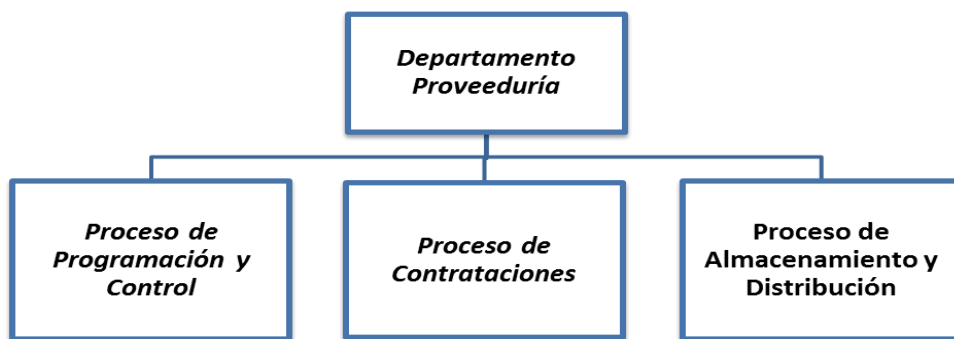 Departamento
Proveeduría
Proceso de
Programación y
Control
Proceso de
Contrataciones
Proceso de
Almacenamiento y
Distribución